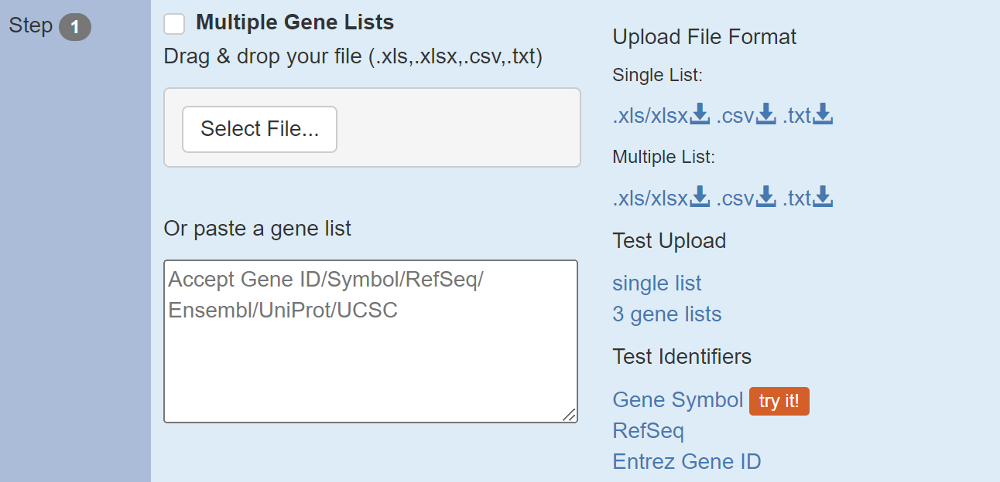 Step 1
Multiple Gene Lists
Drag & drop your file (.xls,.xlsx,.csv,.txt)
Select File...
Or paste a gene list
Accept Gene ID/Symbol/RefSeq/
Ensembl/UniProt/UCSC
Upload File Format
Single List:
.xls/xlsx .csv .txt
Multiple List:
.xls/xlsx .csv .txt
Test Upload
single list
3 gene lists
Test Identifiers
Gene Symbol try it!
RefSeq
Entrez Gene ID